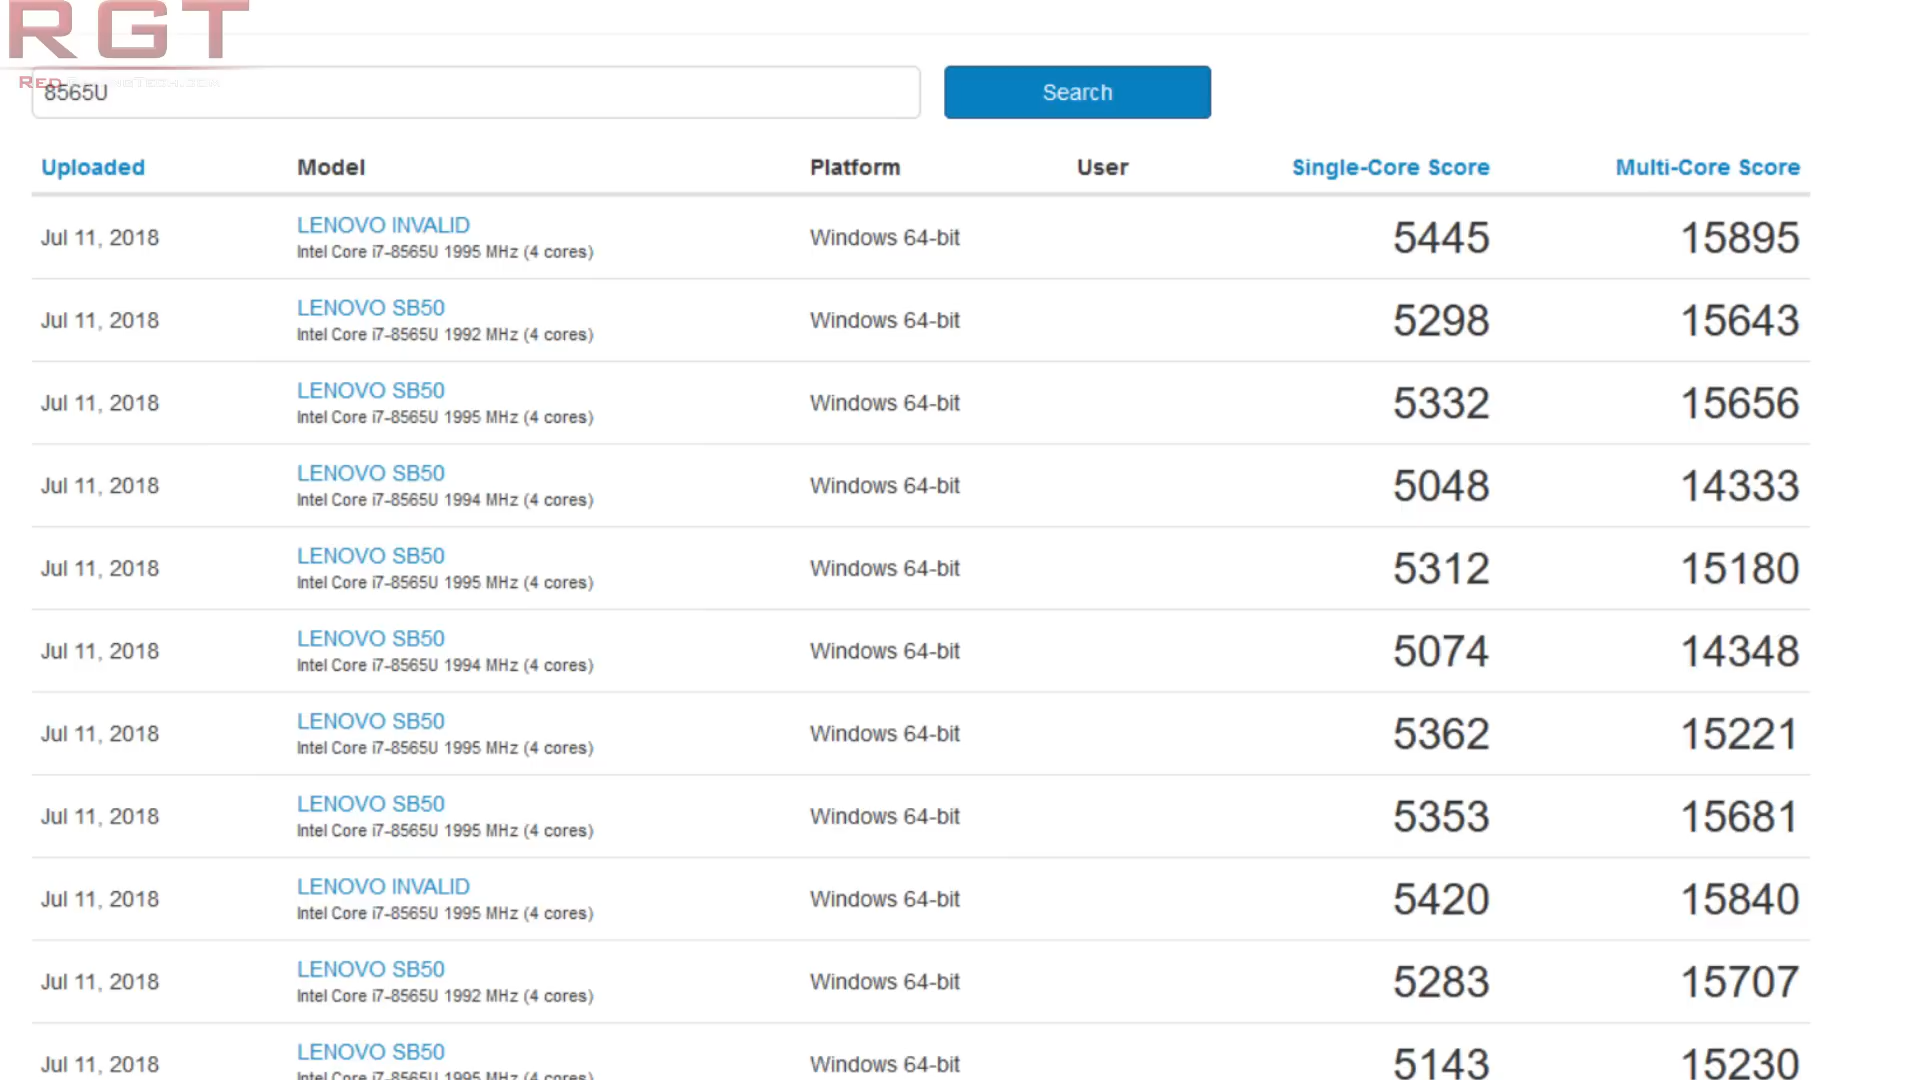 RGT
RedGamingTech.com
8565U
Search
Uploaded Model Platform User Single-Core Score Multi-Core Score
LENOVO INVALID
Jul 11, 2018 Windows 64-bit 5445 15895
Intel Core i7-8565U 1995 MHz (4 cores)
LENOVO SB50
Jul 11, 2018 Windows 64-bit 5298 15643
Intel Core i7-8565U 1992 MHz (4 cores)
LENOVO SB50
Jul 11, 2018 Windows 64-bit 5332 15656
Intel Core i7-8565U 1995 MHz (4 cores)
LENOVO SB50
Jul 11, 2018 Windows 64-bit 5048 14333
Intel Core i7-8565U 1994 MHz (4 cores)
LENOVO SB50
Jul 11, 2018 Windows 64-bit 5312 15180
Intel Core i7-8565U 1995 MHz (4 cores)
LENOVO SB50
Jul 11, 2018 Windows 64-bit 5074 14348
Intel Core i7-8565U 1994 MHz (4 cores)
LENOVO SB50
Jul 11, 2018 Windows 64-bit 5362 15221
Intel Core i7-8565U 1995 MHz (4 cores)
LENOVO SB50
Jul 11, 2018 Windows 64-bit 5353 15681
Intel Core i7-8565U 1995 MHz (4 cores)
LENOVO INVALID
Jul 11, 2018 Windows 64-bit 5420 15840
Intel Core i7-8565U 1995 MHz (4 cores)
LENOVO SB50
Jul 11, 2018 Windows 64-bit 5283 15707
Intel Core i7-8565U 1992 MHz (4 cores)
LENOVO SB50
Jul 11, 2018 Windows 64-bit 5143 15230
Intel Core i7-8565U 1995 MHz (4 cores)